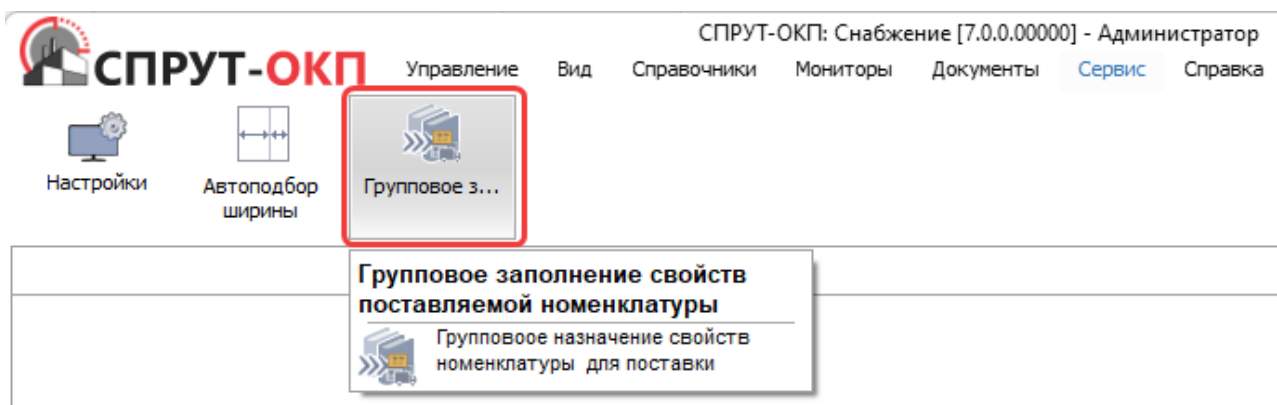 СПРУТ-ОКП: Снабжение [7.0.0.00000] - Администратор
СПРУТ-ОКП
Управление Вид Справочники Мониторы Документы Сервис Справка
Настройки
Автоподбор
ширины
Групповое з...
Групповое заполнение свойств
поставляемой номенклатуры
Групповоое назначение свойств
номенклатуры для поставки